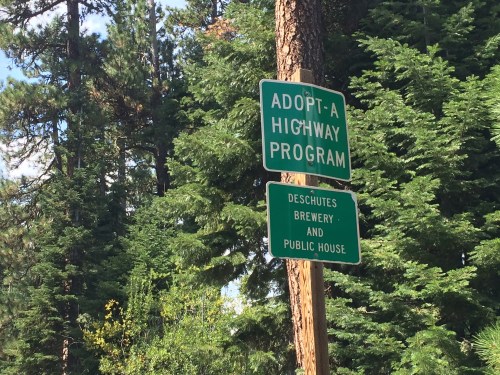 ADOPT-A
HIGHWAY
PROGRAM
DESCHUTES
BREWERY
AND
PUBLIC HOUSE